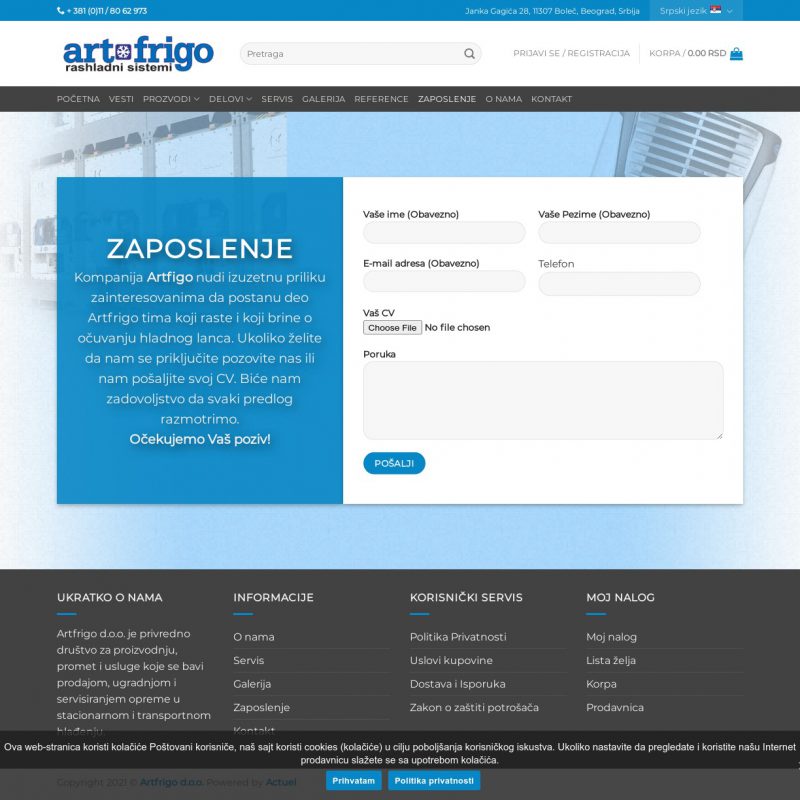 + 381 (0)11 / 80 62 973
Janka Gagića 28, 11307 Boleč, Beograd, Srbija
Srpski jezik
artofrigo
rashladni sistemi
Pretraga
PRIJAVI SE / REGISTRACIJA
KORPA / 0.00 RSD
POČETNA VESTI PROZVODI DELOVI SERVIS GALERIJA REFERENCE ZAPOSLENJE O NAMA KONTAKT
ZAPOSLENJE
Kompanija Artfigo nudi izuzetnu priliku
zainteresovanima da postanu deo
Artfrigo tima koji raste i koji brine o
očuvanju hladnog lanca. Ukoliko želite
da nam se priključite pozovite nas ili
nam pošaljite svoj CV. Biće nam
zadovoljstvo da svaki predlog
razmotrimo.
Očekujemo Vaš poziv!
Vaše ime (Obavezno)
Vaše Pezime (Obavezno)
E-mail adresa (Obavezno)
Telefon
Vaš CV
Choose File No file chosen
Poruka
POŠALJI
UKRATKO O NAMA
Artfrigo d.o.o. je privredno
društvo za proizvodnju,
promet i usluge koje se bavi
prodajom, ugradnjom i
servisiranjem opreme u
stacionarnom i transportnom
hlađenju.
INFORMACIJE
O nama
Servis
Galerija
Zaposlenje
Kontakt
KORISNIČKI SERVIS
Politika Privatnosti
Uslovi kupovine
Dostava i Isporuka
Zakon o zaštiti potrošača
MOJ NALOG
Moj nalog
Lista želja
Korpa
Prodavnica
Ova web-stranica koristi kolačiće Poštovani korisniče, naš sajt koristi cookies (kolačiće) u cilju poboljšanja korisničkog iskustva. Ukoliko nastavite da pregledate i koristite našu Internet
prodavnicu slažete se sa upotrebom kolačića.
Prihvatam
Politika privatnosti
Copyright 2021 © Artfrigo d.o.o. Powered by Actuel